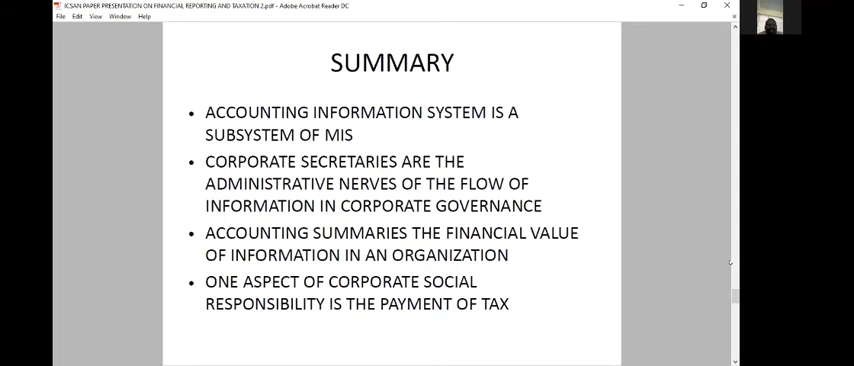 ICSAN PAPER PRESENTATION ON FINANCIAL REPORTING AND TAXATION 2.pdf - Adobe Acrobat Reader DC
File Edit View Window Help
SUMMARY
• ACCOUNTING INFORMATION SYSTEM IS A
SUBSYSTEM OF MIS
• CORPORATE SECRETARIES ARE THE
ADMINISTRATIVE NERVES OF THE FLOW OF
INFORMATION IN CORPORATE GOVERNANCE
• ACCOUNTING SUMMARIES THE FINANCIAL VALUE
OF INFORMATION IN AN ORGANIZATION
• ONE ASPECT OF CORPORATE SOCIAL
RESPONSIBILITY IS THE PAYMENT OF TAX